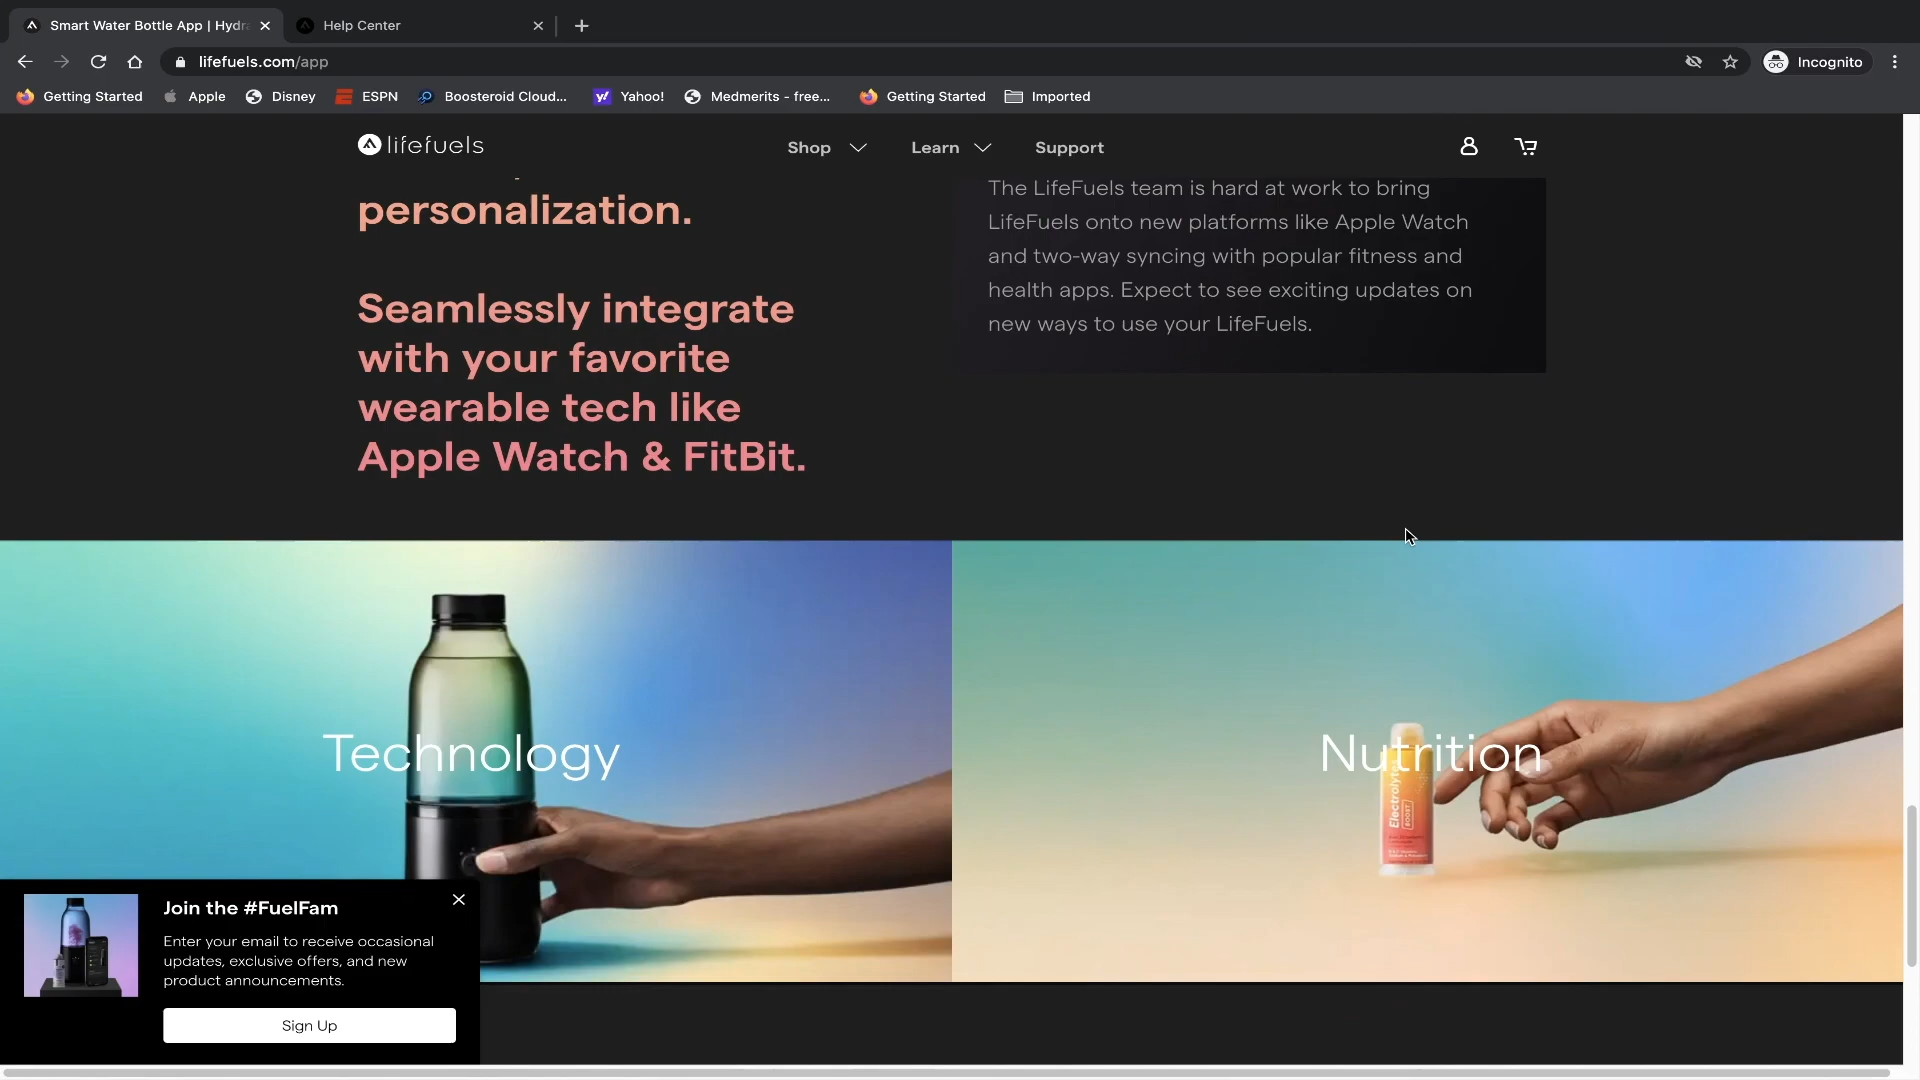 Smart Water Bottle App | Hydra
Help Center
lifefuels.com/app
Incognito
Getting Started
Apple
Disney
ESPN
Boosteroid Cloud...
Yahoo!
Medmerits - free...
Getting Started
Imported
lifefuels
Shop
Learn
Support
personalization.
Seamlessly integrate
with your favorite
wearable tech like
Apple Watch & FitBit.
The LifeFuels team is hard at work to bring
LifeFuels onto new platforms like Apple Watch
and two-way syncing with popular fitness and
health apps. Expect to see exciting updates on
new ways to use your LifeFuels.
Technology
Nutrition
Electrolytes
BOOST
Join the #FuelFam
Enter your email to receive occasional
updates, exclusive offers, and new
product announcements.
Sign Up